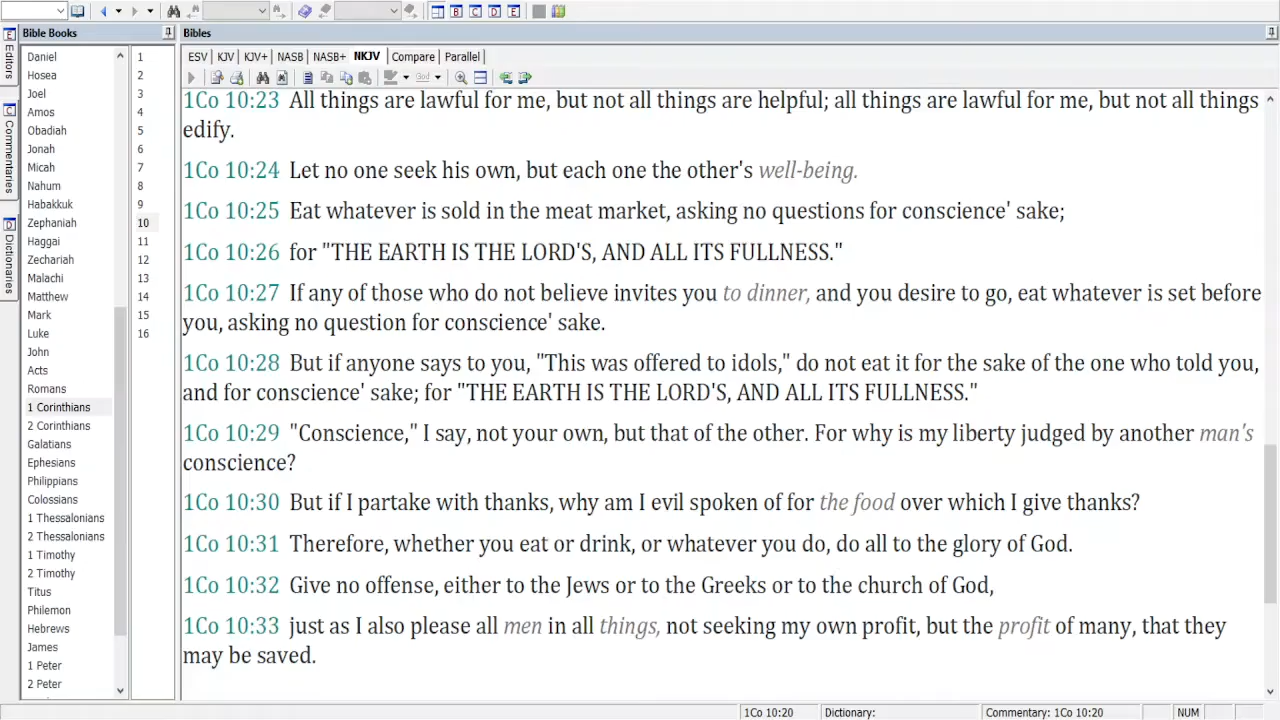 B C D E
Bible Books
Bibles
E Editors
C Commentaries
D Dictionaries
Daniel
Hosea
Joel
Amos
Obadiah
Jonah
Micah
Nahum
Habakkuk
Zephaniah
Haggai
Zechariah
Malachi
Matthew
Mark
Luke
John
Acts
Romans
1 Corinthians
2 Corinthians
Galatians
Ephesians
Philippians
Colossians
1 Thessalonians
2 Thessalonians
1 Timothy
2 Timothy
Titus
Philemon
Hebrews
James
1 Peter
2 Peter
1
2
3
4
5
6
7
8
9
10
11
12
13
14
15
16
ESV KJV KJV+ NASB NASB+ NKJV Compare Parallel
God
1Co 10:23 All things are lawful for me, but not all things are helpful; all things are lawful for me, but not all things
edify.
1Co 10:24 Let no one seek his own, but each one the other's well-being.
1Co 10:25 Eat whatever is sold in the meat market, asking no questions for conscience' sake;
1Co 10:26 for "THE EARTH IS THE LORD'S, AND ALL ITS FULLNESS."
1Co 10:27 If any of those who do not believe invites you to dinner, and you desire to go, eat whatever is set before
you, asking no question for conscience' sake.
1Co 10:28 But if anyone says to you, "This was offered to idols," do not eat it for the sake of the one who told you,
and for conscience' sake; for "THE EARTH IS THE LORD'S, AND ALL ITS FULLNESS."
1Co 10:29 "Conscience," I say, not your own, but that of the other. For why is my liberty judged by another man's
conscience?
1Co 10:30 But if I partake with thanks, why am I evil spoken of for the food over which I give thanks?
1Co 10:31 Therefore, whether you eat or drink, or whatever you do, do all to the glory of God.
1Co 10:32 Give no offense, either to the Jews or to the Greeks or to the church of God,
1Co 10:33 just as I also please all men in all things, not seeking my own profit, but the profit of many, that they
may be saved.
1Co 10:20 Dictionary: Commentary: 1Co 10:20 NUM